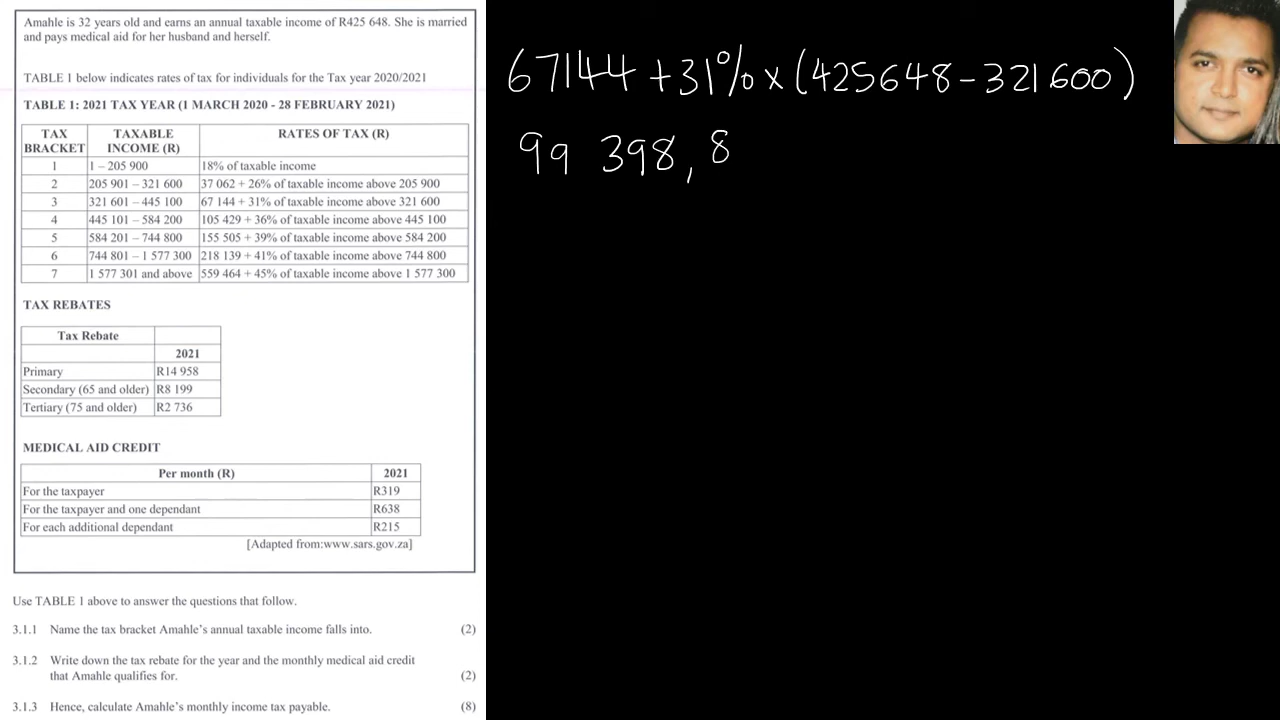 Amahle is 32 years old and earns an annual taxable income of R425 648. She is married
and pays medical aid for her husband and herself.
TABLE 1 below indicates rates of tax for individuals for the Tax year 2020/2021
TABLE 1: 2021 TAX YEAR (1 MARCH 2020 - 28 FEBRUARY 2021)
TAX BRACKET TAXABLE INCOME (R) RATES OF TAX (R)
1 1 – 205 900 18% of taxable income
2 205 901 – 321 600 37 062 + 26% of taxable income above 205 900
3 321 601 – 445 100 67 144 + 31% of taxable income above 321 600
4 445 101 – 584 200 105 429 + 36% of taxable income above 445 100
5 584 201 – 744 800 155 505 + 39% of taxable income above 584 200
6 744 801 – 1 577 300 218 139 + 41% of taxable income above 744 800
7 1 577 301 and above 559 464 + 45% of taxable income above 1 577 300
TAX REBATES
Tax Rebate
2021
Primary R14 958
Secondary (65 and older) R8 199
Tertiary (75 and older) R2 736
MEDICAL AID CREDIT
Per month (R) 2021
For the taxpayer R319
For the taxpayer and one dependant R638
For each additional dependant R215
[Adapted from:www.sars.gov.za]
Use TABLE 1 above to answer the questions that follow.
3.1.1 Name the tax bracket Amahle's annual taxable income falls into. (2)
3.1.2 Write down the tax rebate for the year and the monthly medical aid credit
that Amahle qualifies for. (2)
3.1.3 Hence, calculate Amahle's monthly income tax payable. (8)
67144 + 31% x (425648 - 321600)
99 398,8